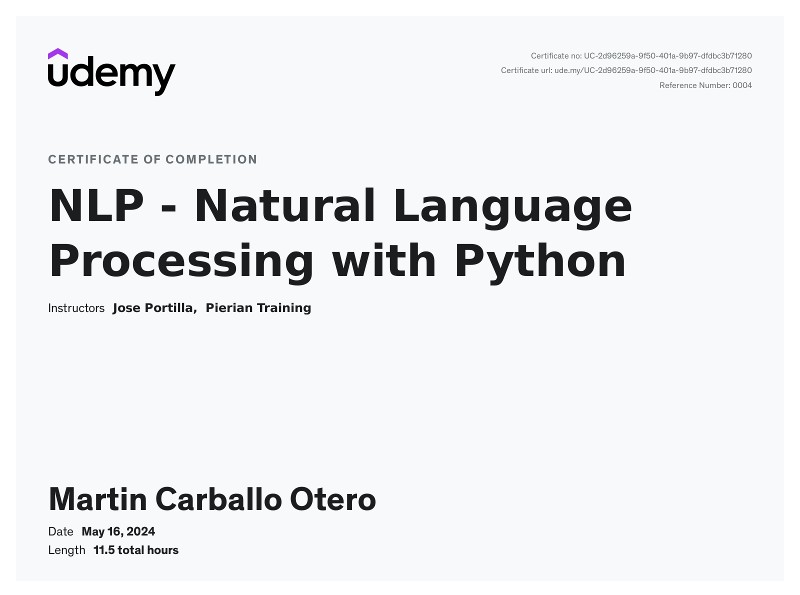 udemy
Certificate no: UC-2d96259a-9f50-401a-9b97-dfdbc3b71280
Certificate url: ude.my/UC-2d96259a-9f50-401a-9b97-dfdbc3b71280
Reference Number: 0004
CERTIFICATE OF COMPLETION
NLP - Natural Language
Processing with Python
Instructors Jose Portilla, Pierian Training
Martin Carballo Otero
Date May 16, 2024
Length 11.5 total hours